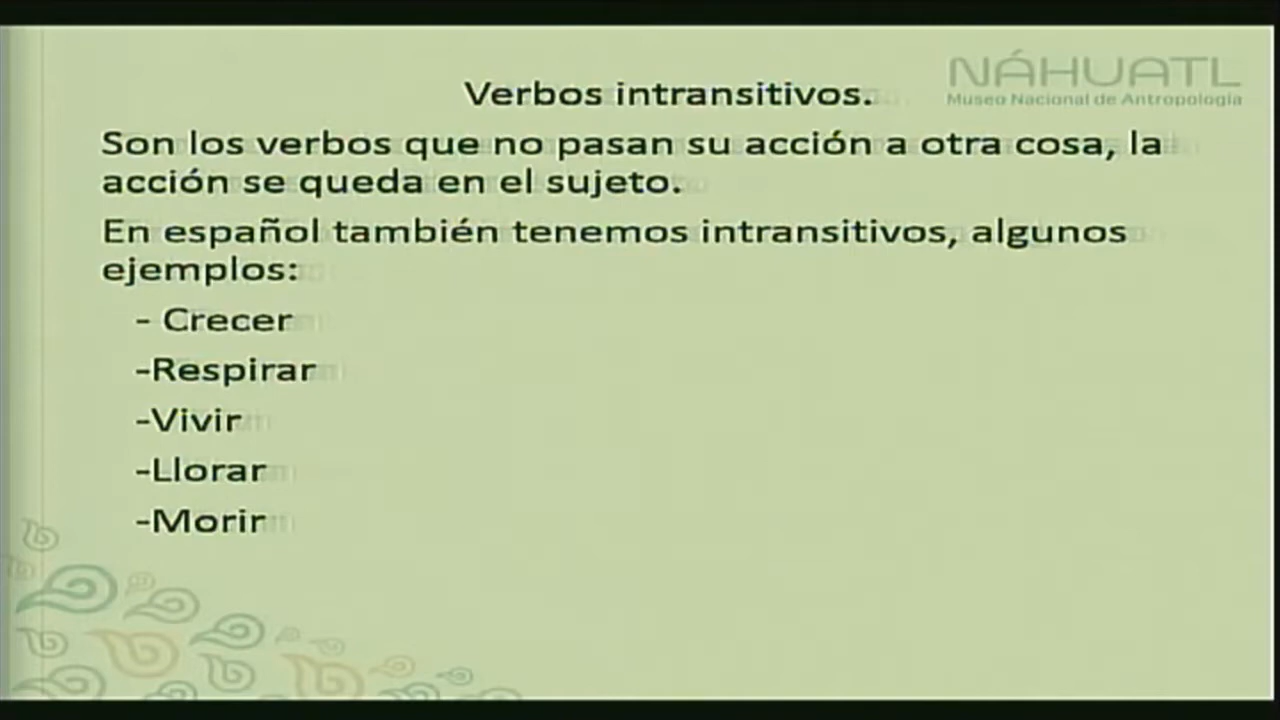 NÁHUATL
Museo Nacional de Antropología
Verbos intransitivos.
Son los verbos que no pasan su acción a otra cosa, la
acción se queda en el sujeto.
En español también tenemos intransitivos, algunos
ejemplos:
- Crecer
-Respirar
-Vivir
-Llorar
-Morir